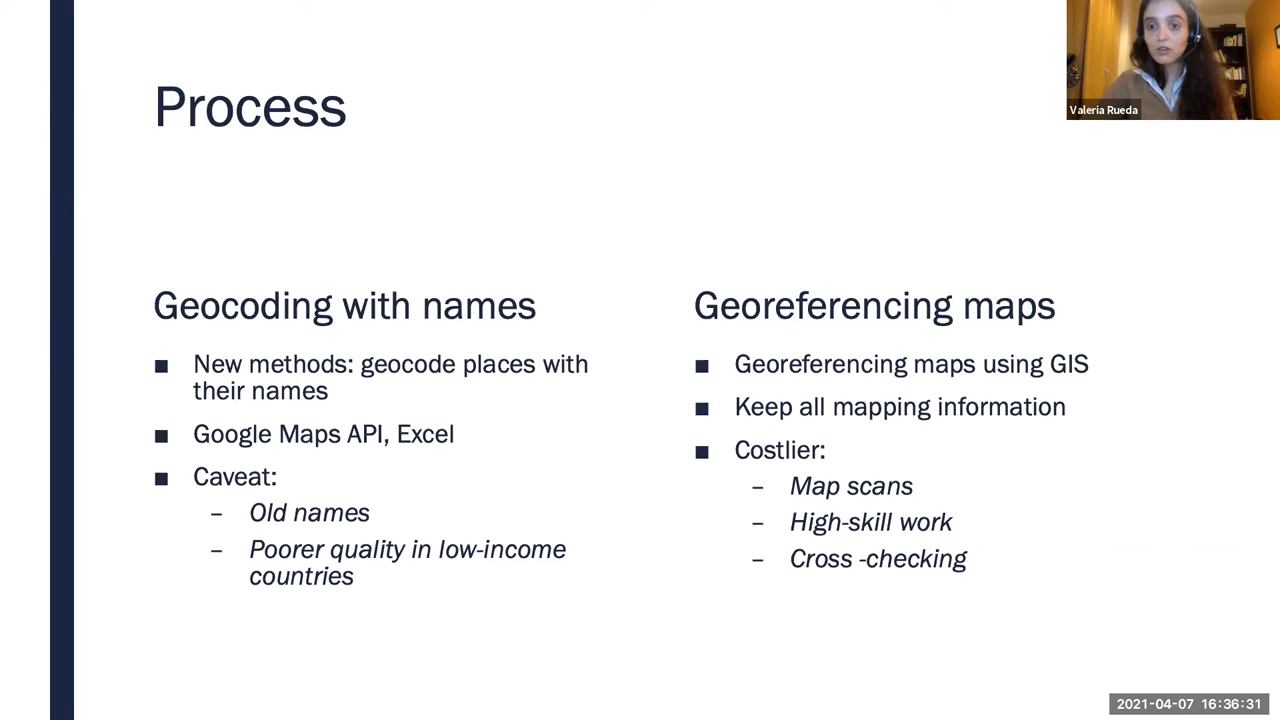 Process
Valeria Rueda
Geocoding with names
■ New methods: geocode places with
their names
■ Google Maps API, Excel
■ Caveat:
– Old names
– Poorer quality in low-income
countries
Georeferencing maps
■ Georeferencing maps using GIS
■ Keep all mapping information
■ Costlier:
– Map scans
– High-skill work
– Cross -checking
2021-04-07 16:36:31